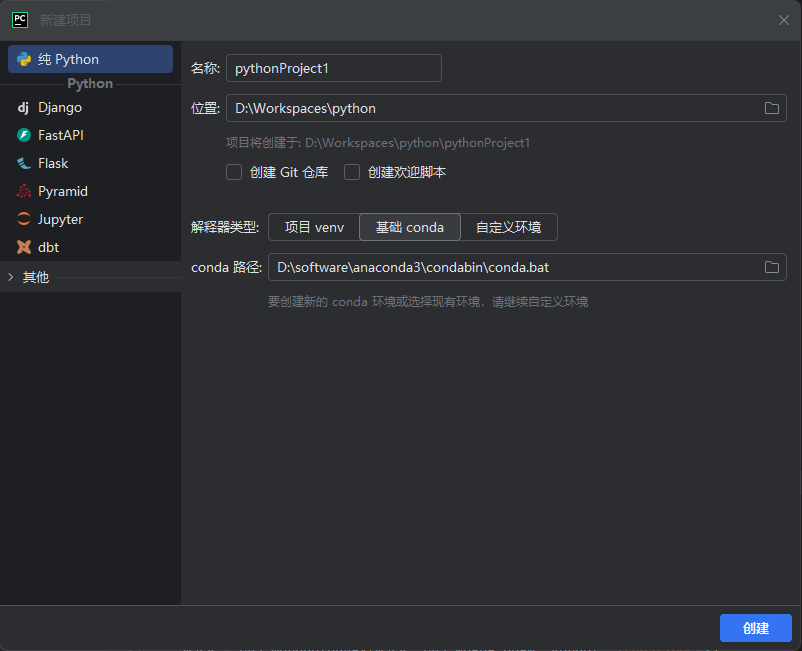 PC 新建项目
纯 Python
Python
dj Django
FastAPI
Flask
Pyramid
Jupyter
dbt
其他
名称: pythonProject1
位置: D:\Workspaces\python
项目将创建于: D:\Workspaces\python\pythonProject1
创建 Git 仓库 创建欢迎脚本
解释器类型: 项目 venv 基础 conda 自定义环境
conda 路径: D:\software\anaconda3\condabin\conda.bat
要创建新的 conda 环境或选择现有环境，请继续自定义环境
创建